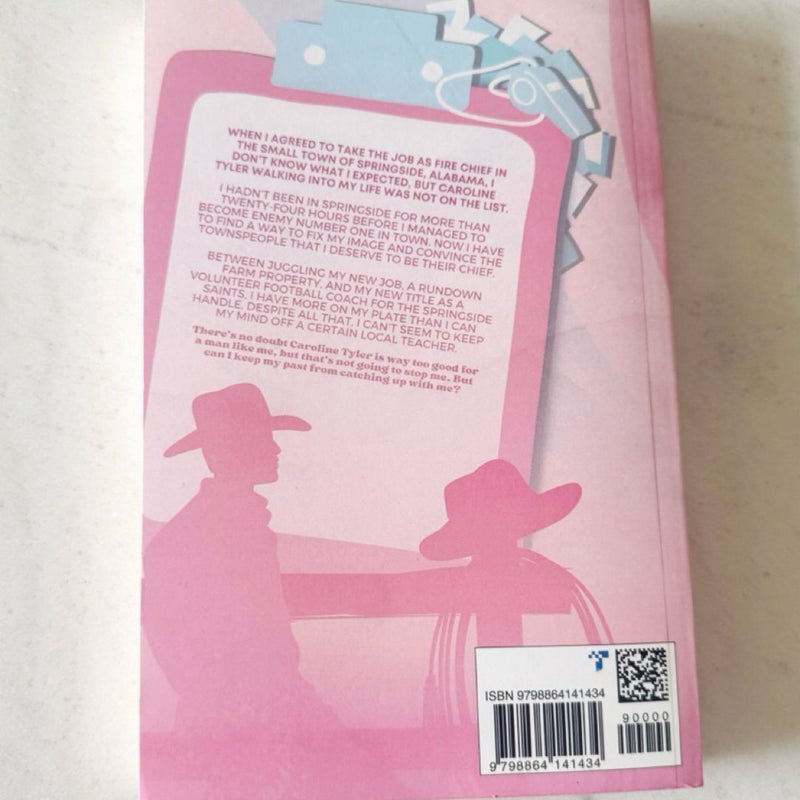 WHEN I AGREED TO TAKE THE JOB AS FIRE CHIEF IN
THE SMALL TOWN OF SPRINGSIDE, ALABAMA, I
DON'T KNOW WHAT I EXPECTED, BUT CAROLINE
TYLER WALKING INTO MY LIFE WAS NOT ON THE LIST.
I HADN'T BEEN IN SPRINGSIDE FOR MORE THAN
TWENTY-FOUR HOURS BEFORE I MANAGED TO
BECOME ENEMY NUMBER ONE IN TOWN. NOW I HAVE
TO FIND A WAY TO FIX MY IMAGE AND CONVINCE THE
TOWNSPEOPLE THAT I DESERVE TO BE THEIR CHIEF.
BETWEEN JUGGLING MY NEW JOB, A RUNDOWN
FARM PROPERTY, AND MY NEW TITLE AS A
VOLUNTEER FOOTBALL COACH FOR THE SPRINGSIDE
SAINTS, I HAVE MORE ON MY PLATE THAN I CAN
HANDLE. DESPITE ALL THAT, I CAN'T SEEM TO KEEP
MY MIND OFF A CERTAIN LOCAL TEACHER.
There's no doubt Caroline Tyler is way too good for
a man like me, but that's not going to stop me. But
can I keep my past from catching up with me?
ISBN 9798864141434
90000
9 798864 141434